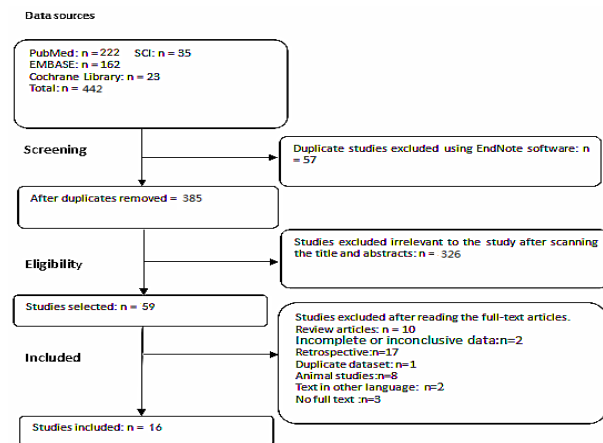 Data sources
PubMed: n = 222 SCI: n = 35
EMBASE: n = 162
Cochrane Library: n = 23
Total: n = 442
Screening
Duplicate studies excluded using EndNote software: n
= 57
After duplicates removed = 385
Studies excluded irrelevant to the study after scanning
the title and abstracts: n = 326
Eligibility
Studies selected: n = 59
Studies excluded after reading the full-text articles.
Review articles: n = 10
Incomplete or inconclusive data:n=2
Retrospective:n=17
Duplicate dataset: n=1
Animal studies:n=8
Text in other language: n=2
No full text :n=3
Included
Studies included: n = 16